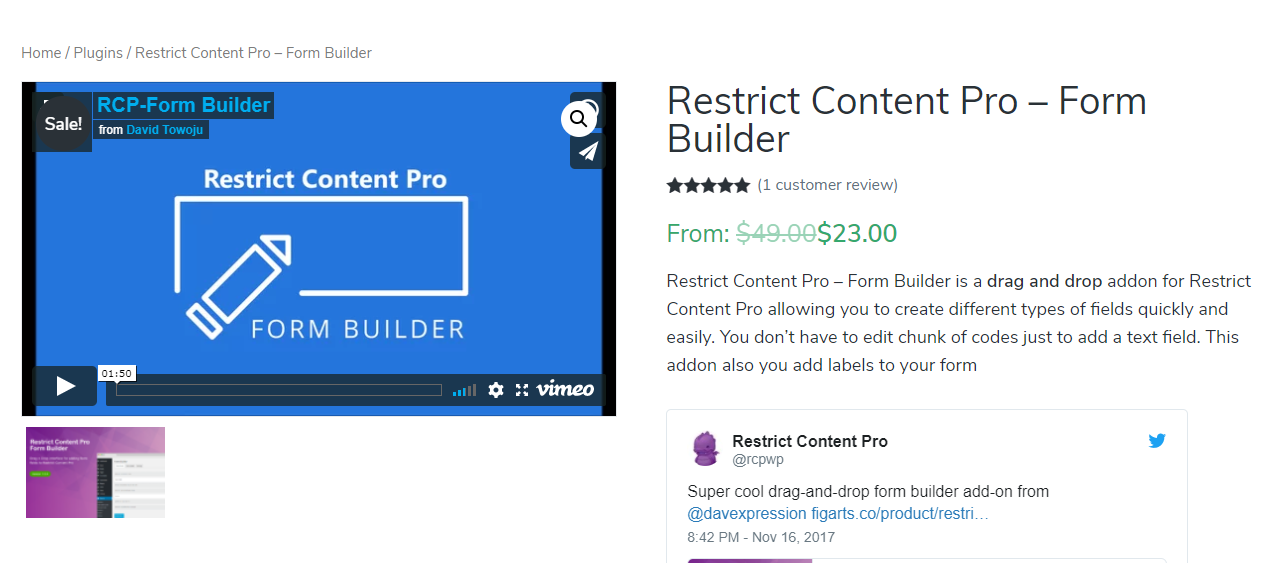 Home / Plugins / Restrict Content Pro – Form Builder
Sale!
RCP-Form Builder
from David Towoju
Restrict Content Pro
FORM BUILDER
01:50
vimeo
Restrict Content Pro
Form Builder
Restrict Content Pro – Form
Builder
(1 customer review)
From: $49.00$23.00
Restrict Content Pro – Form Builder is a drag and drop addon for Restrict
Content Pro allowing you to create different types of fields quickly and
easily. You don’t have to edit chunk of codes just to add a text field. This
addon also you add labels to your form
Restrict Content Pro
@rcpwp
Super cool drag-and-drop form builder add-on from
@davexpression figarts.co/product/restri…
8:42 PM - Nov 16, 2017